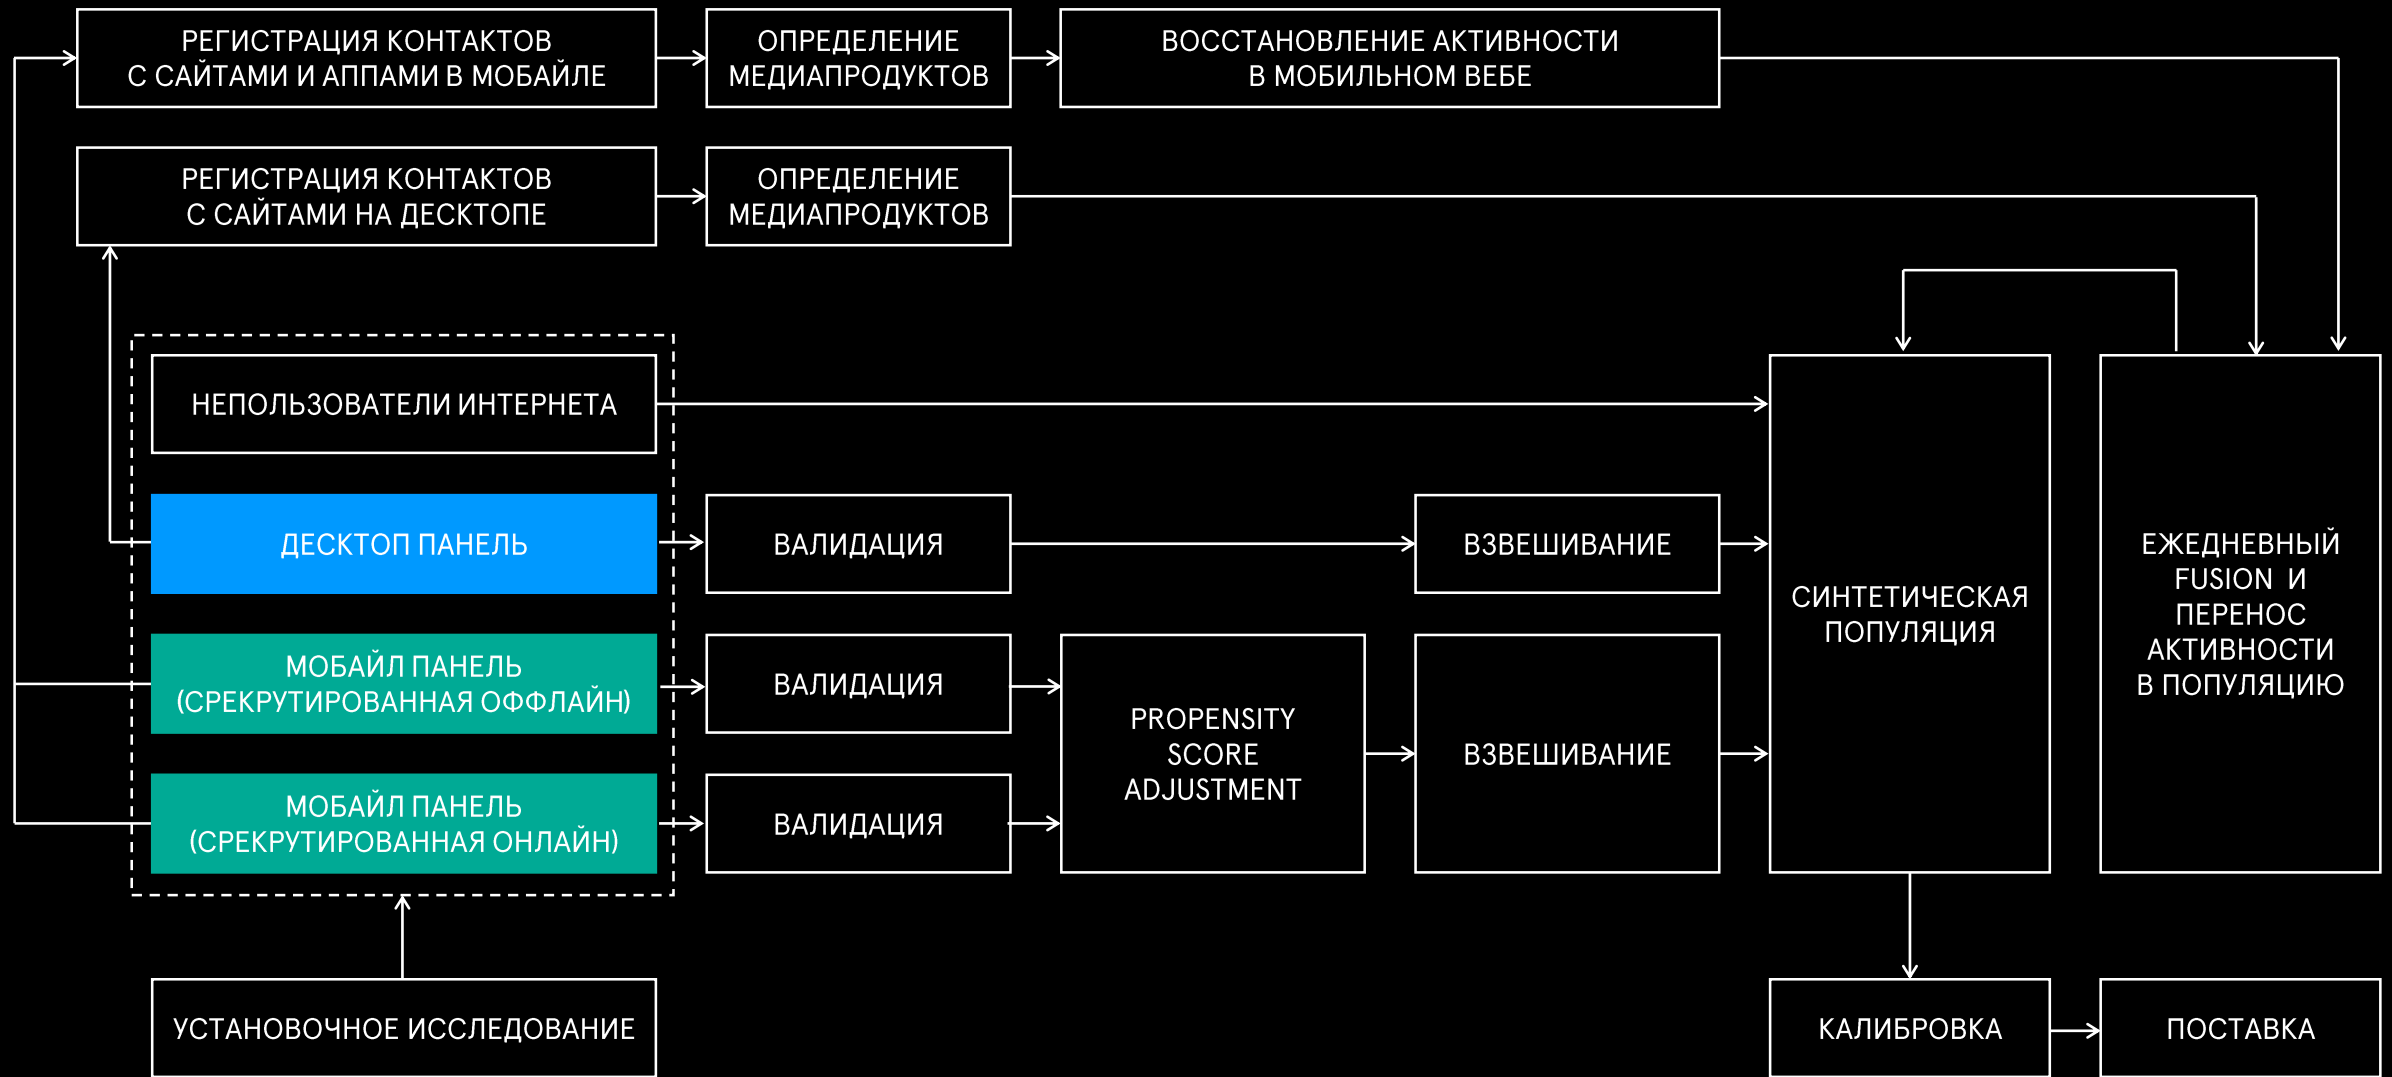 РЕГИСТРАЦИЯ КОНТАКТОВ
С САЙТАМИ И АППАМИ В МОБАЙЛЕ
ОПРЕДЕЛЕНИЕ
МЕДИАПРОДУКТОВ
ВОССТАНОВЛЕНИЕ АКТИВНОСТИ
В МОБИЛЬНОМ ВЕБЕ
РЕГИСТРАЦИЯ КОНТАКТОВ
С САЙТАМИ НА ДЕСКТОПЕ
ОПРЕДЕЛЕНИЕ
МЕДИАПРОДУКТОВ
НЕПОЛЬЗОВАТЕЛИ ИНТЕРНЕТА
ДЕСКТОП ПАНЕЛЬ
ВАЛИДАЦИЯ
ВЗВЕШИВАНИЕ
МОБАЙЛ ПАНЕЛЬ
(СРЕКРУТИРОВАННАЯ ОФФЛАЙН)
ВАЛИДАЦИЯ
МОБАЙЛ ПАНЕЛЬ
(СРЕКРУТИРОВАННАЯ ОНЛАЙН)
ВАЛИДАЦИЯ
PROPENSITY
SCORE
ADJUSTMENT
ВЗВЕШИВАНИЕ
СИНТЕТИЧЕСКАЯ
ПОПУЛЯЦИЯ
ЕЖЕДНЕВНЫЙ
FUSION И
ПЕРЕНОС
АКТИВНОСТИ
В ПОПУЛЯЦИЮ
УСТАНОВОЧНОЕ ИССЛЕДОВАНИЕ
КАЛИБРОВКА
ПОСТАВКА